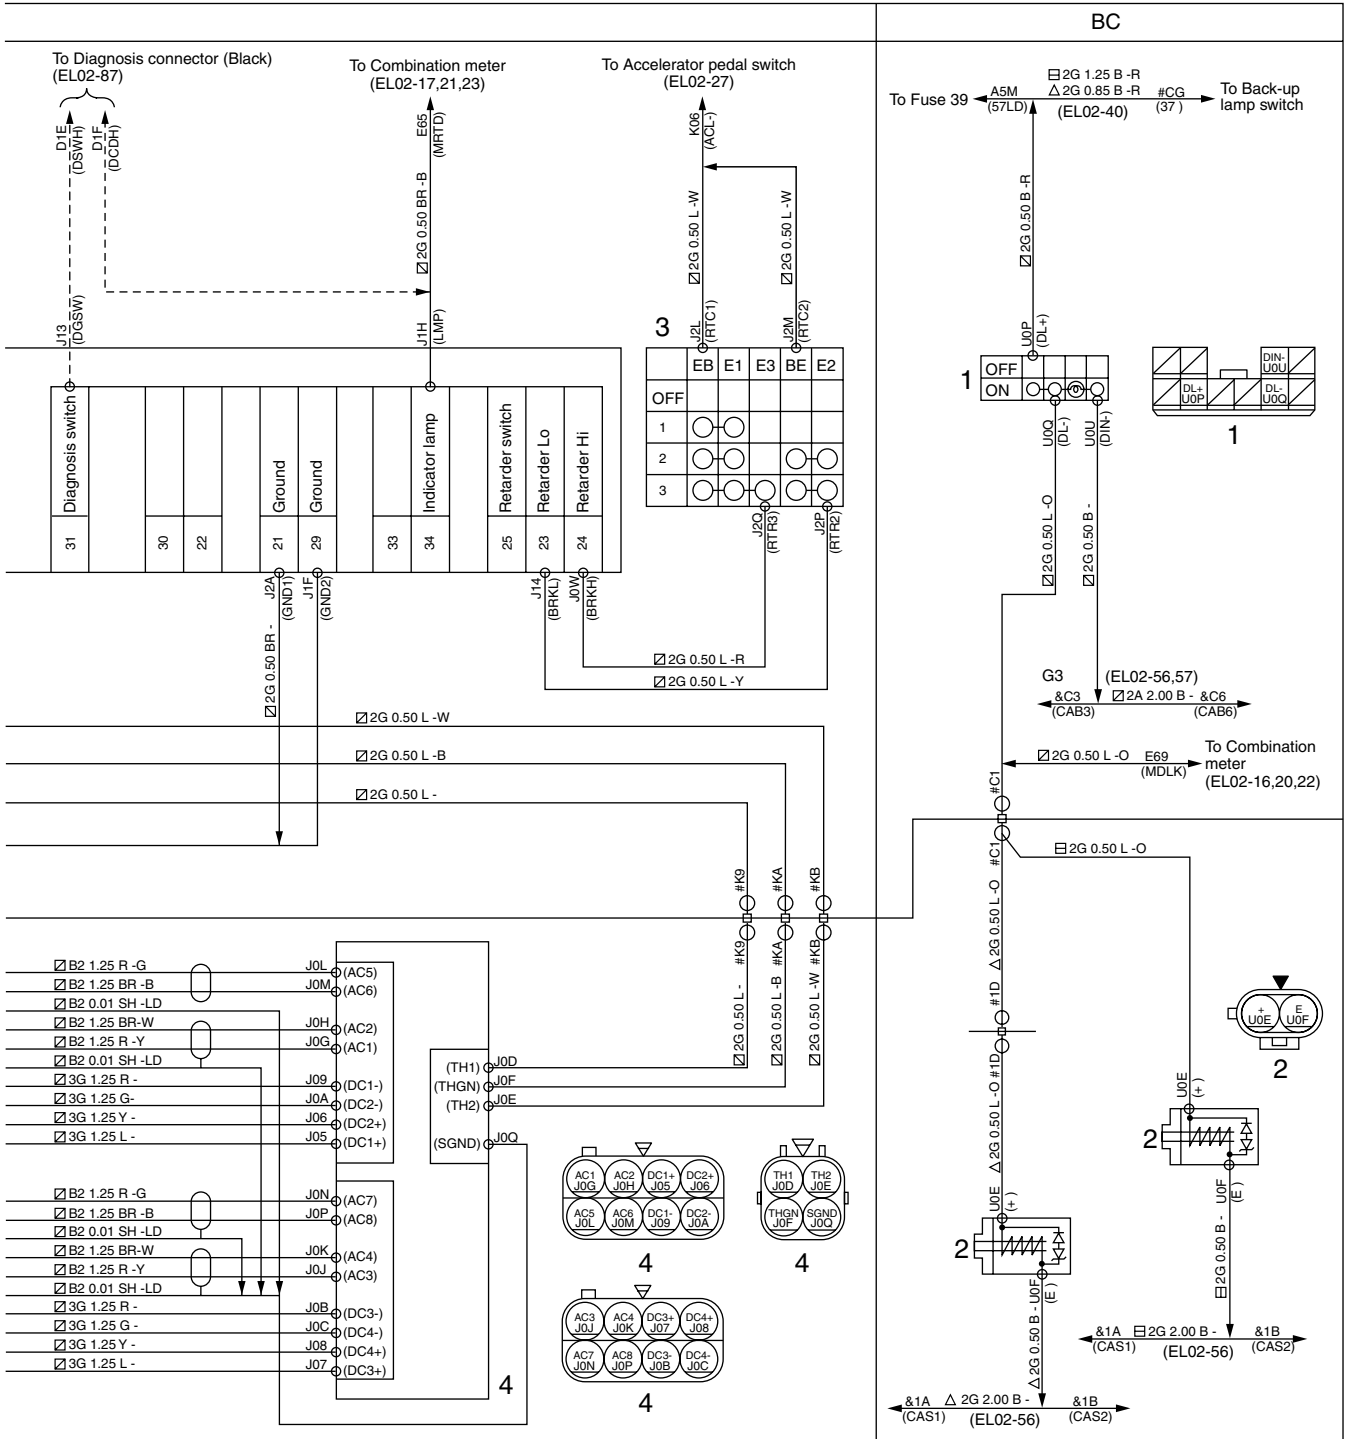 BC
To Diagnosis connector (Black)
(EL02-87)
To Combination meter
(EL02-17,21,23)
To Accelerator pedal switch
(EL02-27)
D1E
(DSWH)
D1F
(DCDH)
E65
(MRTD)
K06
(ACL-)
2G 0.50 BR -B
2G 0.50 L -W
2G 0.50 L -W
J13
(DGSW)
J1H
(LMP)
J2L
(RTC1)
J2M
(RTC2)
3
EB E1 E3 BE E2
OFF
1
2
3
J2Q
(RTR3)
J2P
(RTR2)
31 Diagnosis switch
30
22
21 Ground
29 Ground
33
34 Indicator lamp
25 Retarder switch
23 Retarder Lo
24 Retarder Hi
J2A
(GND1)
J1F
(GND2)
J14
(BRKL)
J0W
(BRKH)
2G 0.50 BR -
2G 0.50 L -R
2G 0.50 L -Y
2G 0.50 L -W
2G 0.50 L -B
2G 0.50 L -
#K9
#KA
#KB
#K9
#KA
#KB
2G 0.50 L -
2G 0.50 L -B
2G 0.50 L -W
B2 1.25 R -G J0L (AC5)
B2 1.25 BR -B J0M (AC6)
B2 0.01 SH -LD
B2 1.25 BR-W J0H (AC2)
B2 1.25 R -Y J0G (AC1)
B2 0.01 SH -LD
3G 1.25 R - J09 (DC1-)
3G 1.25 G- J0A (DC2-)
3G 1.25 Y - J06 (DC2+)
3G 1.25 L - J05 (DC1+)
(TH1) J0D
(THGN) J0F
(TH2) J0E
(SGND) J0Q
B2 1.25 R -G J0N (AC7)
B2 1.25 BR -B J0P (AC8)
B2 0.01 SH -LD
B2 1.25 BR-W J0K (AC4)
B2 1.25 R -Y J0J (AC3)
B2 0.01 SH -LD
3G 1.25 R - J0B (DC3-)
3G 1.25 G - J0C (DC4-)
3G 1.25 Y - J08 (DC4+)
3G 1.25 L - J07 (DC3+)
4
AC1 AC2 DC1+ DC2+
J0G J0H J05 J06
AC5 AC6 DC1- DC2-
J0L J0M J09 J0A
4
TH1 TH2
J0D J0E
THGN SGND
J0F J0Q
4
AC3 AC4 DC3+ DC4+
J0J J0K J07 J08
AC7 AC8 DC3- DC4-
J0N J0P J0B J0C
4
To Fuse 39
A5M
(57LD)
2G 1.25 B -R
2G 0.85 B -R
(EL02-40)
#CG
(37 )
To Back-up
lamp switch
2G 0.50 B -R
U0P
(DL+)
1
OFF
ON
U0Q
(DL-)
U0U
(DIN-)
DIN-
U0U
DL+
U0P
DL-
U0Q
1
2G 0.50 L -O
2G 0.50 B -
G3
(EL02-56,57)
&C3
(CAB3)
2A 2.00 B -
&C6
(CAB6)
2G 0.50 L -O
E69
(MDLK)
To Combination
meter
(EL02-16,20,22)
#C1
#C1
2G 0.50 L -O
2G 0.50 L -O
#1D
#1D
2G 0.50 L -O
U0E
(+)
2
U0F
(E )
2G 0.50 B -
&1A
(CAS1)
2G 2.00 B -
(EL02-56)
&1B
(CAS2)
+
U0E
E
U0F
2
U0E
(+)
2
U0F
(E )
2G 0.50 B -
&1A
(CAS1)
2G 2.00 B -
(EL02-56)
&1B
(CAS2)